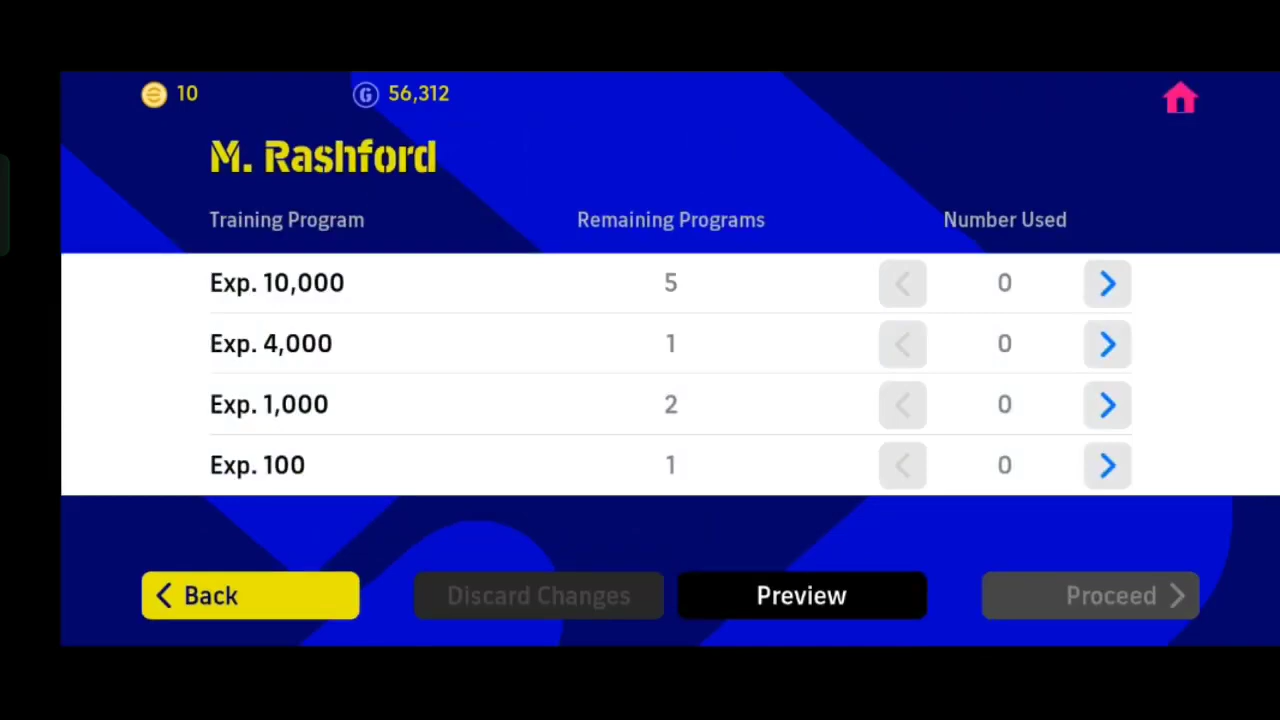 10 56,312
M. Rashford
Training Program Remaining Programs Number Used
Exp. 10,000 5 0
Exp. 4,000 1 0
Exp. 1,000 2 0
Exp. 100 1 0
Back Discard Changes Preview Proceed